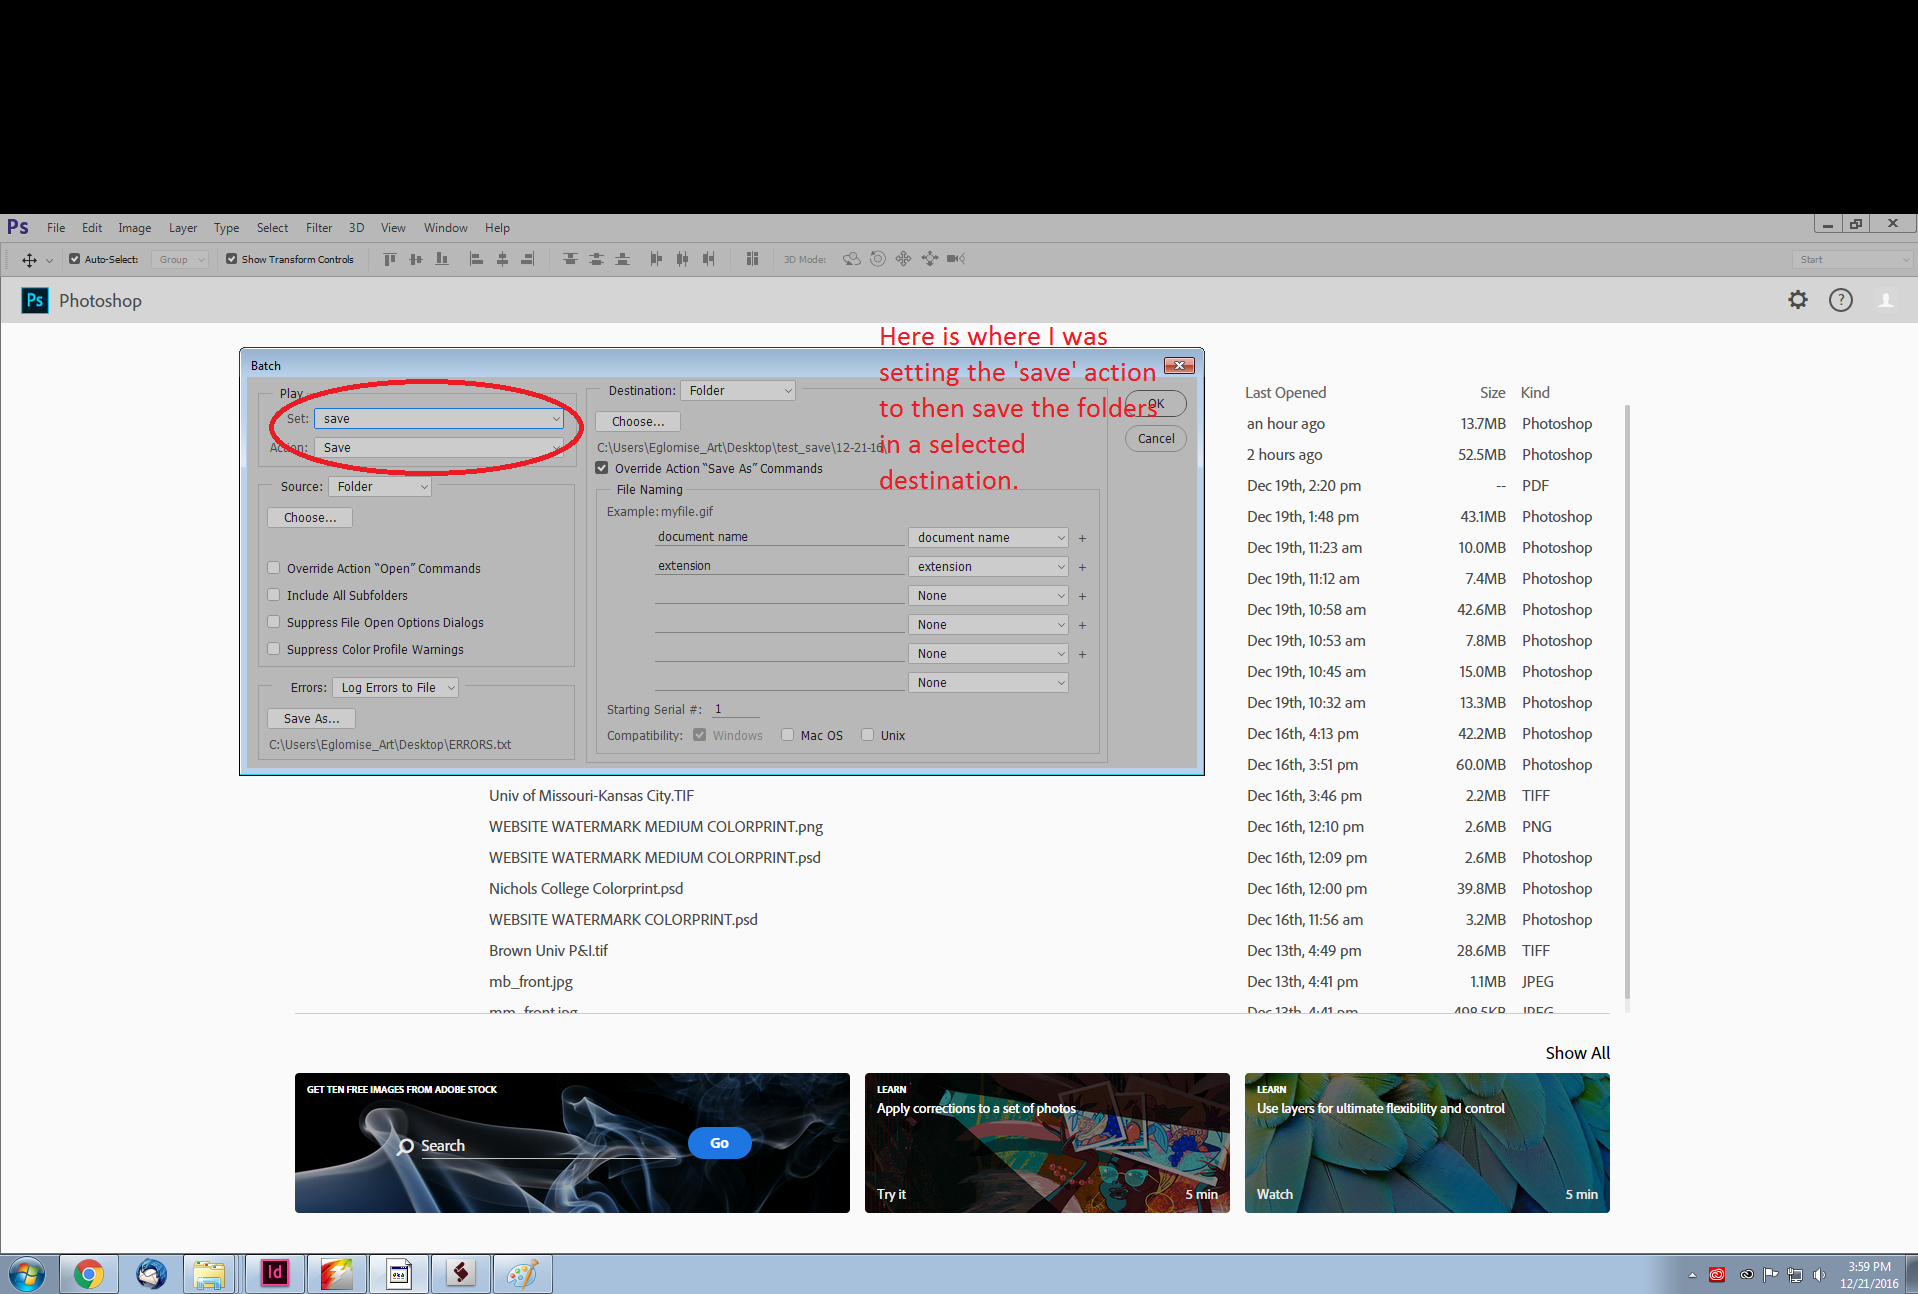 Ps File Edit Image Layer Type Select Filter 3D View Window Help
Auto-Select: Group Show Transform Controls 3D Mode: Start
Ps Photoshop
Here is where I was
setting the 'save' action
to then save the folders
in a selected
destination.
Batch
Play
Set: save
Action: Save
Source: Folder
Choose...
Override Action “Open” Commands
Include All Subfolders
Suppress File Open Options Dialogs
Suppress Color Profile Warnings
Errors: Log Errors to File
Save As...
C:\Users\Eglomise_Art\Desktop\ERRORS.txt
Destination: Folder
Choose...
C:\Users\Eglomise_Art\Desktop\test_save\12-21-16\
Override Action “Save As” Commands
File Naming
Example: myfile.gif
document name document name +
extension extension +
None +
None +
None +
None
Starting Serial #: 1
Compatibility: Windows Mac OS Unix
OK
Cancel
Last Opened Size Kind
an hour ago 13.7MB Photoshop
2 hours ago 52.5MB Photoshop
Dec 19th, 2:20 pm -- PDF
Dec 19th, 1:48 pm 43.1MB Photoshop
Dec 19th, 11:23 am 10.0MB Photoshop
Dec 19th, 11:12 am 7.4MB Photoshop
Dec 19th, 10:58 am 42.6MB Photoshop
Dec 19th, 10:53 am 7.8MB Photoshop
Dec 19th, 10:45 am 15.0MB Photoshop
Dec 19th, 10:32 am 13.3MB Photoshop
Dec 16th, 4:13 pm 42.2MB Photoshop
Dec 16th, 3:51 pm 60.0MB Photoshop
Univ of Missouri-Kansas City.TIF Dec 16th, 3:46 pm 2.2MB TIFF
WEBSITE WATERMARK MEDIUM COLORPRINT.png Dec 16th, 12:10 pm 2.6MB PNG
WEBSITE WATERMARK MEDIUM COLORPRINT.psd Dec 16th, 12:09 pm 2.6MB Photoshop
Nichols College Colorprint.psd Dec 16th, 12:00 pm 39.8MB Photoshop
WEBSITE WATERMARK COLORPRINT.psd Dec 16th, 11:56 am 3.2MB Photoshop
Brown Univ P&I.tif Dec 13th, 4:49 pm 28.6MB TIFF
mb_front.jpg Dec 13th, 4:41 pm 1.1MB JPEG
mm_front.jpg Dec 13th, 4:41 pm 498.5KB JPEG
Show All
GET TEN FREE IMAGES FROM ADOBE STOCK
Search Go
LEARN
Apply corrections to a set of photos
Try it 5 min
LEARN
Use layers for ultimate flexibility and control
Watch 5 min
Id
3:59 PM
12/21/2016